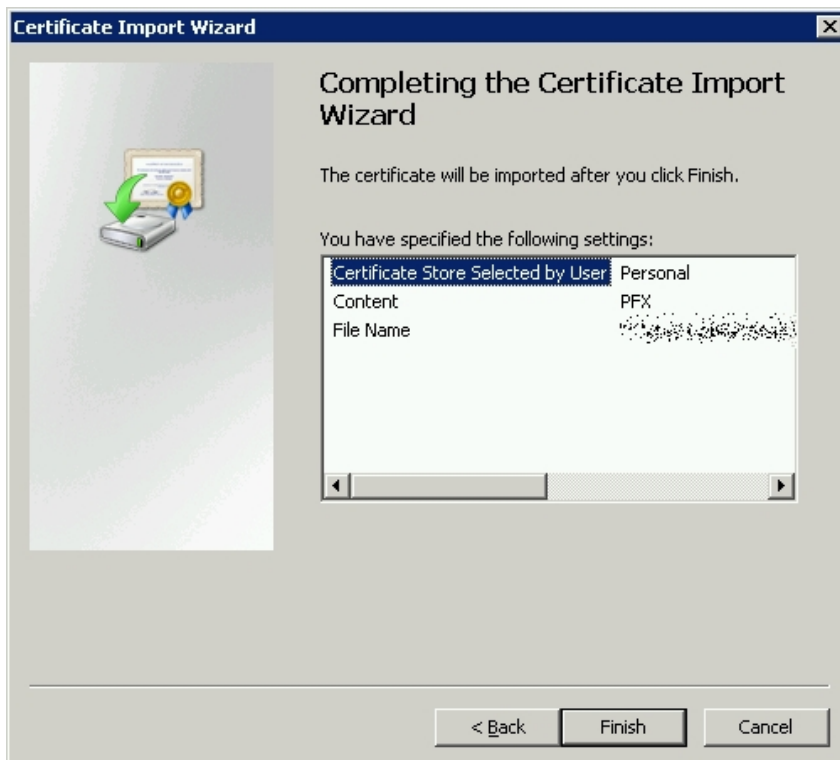 Certificate Import Wizard
Completing the Certificate Import
Wizard
The certificate will be imported after you click Finish.
You have specified the following settings:
Certificate Store Selected by User Personal
Content PFX
File Name
< Back Finish Cancel